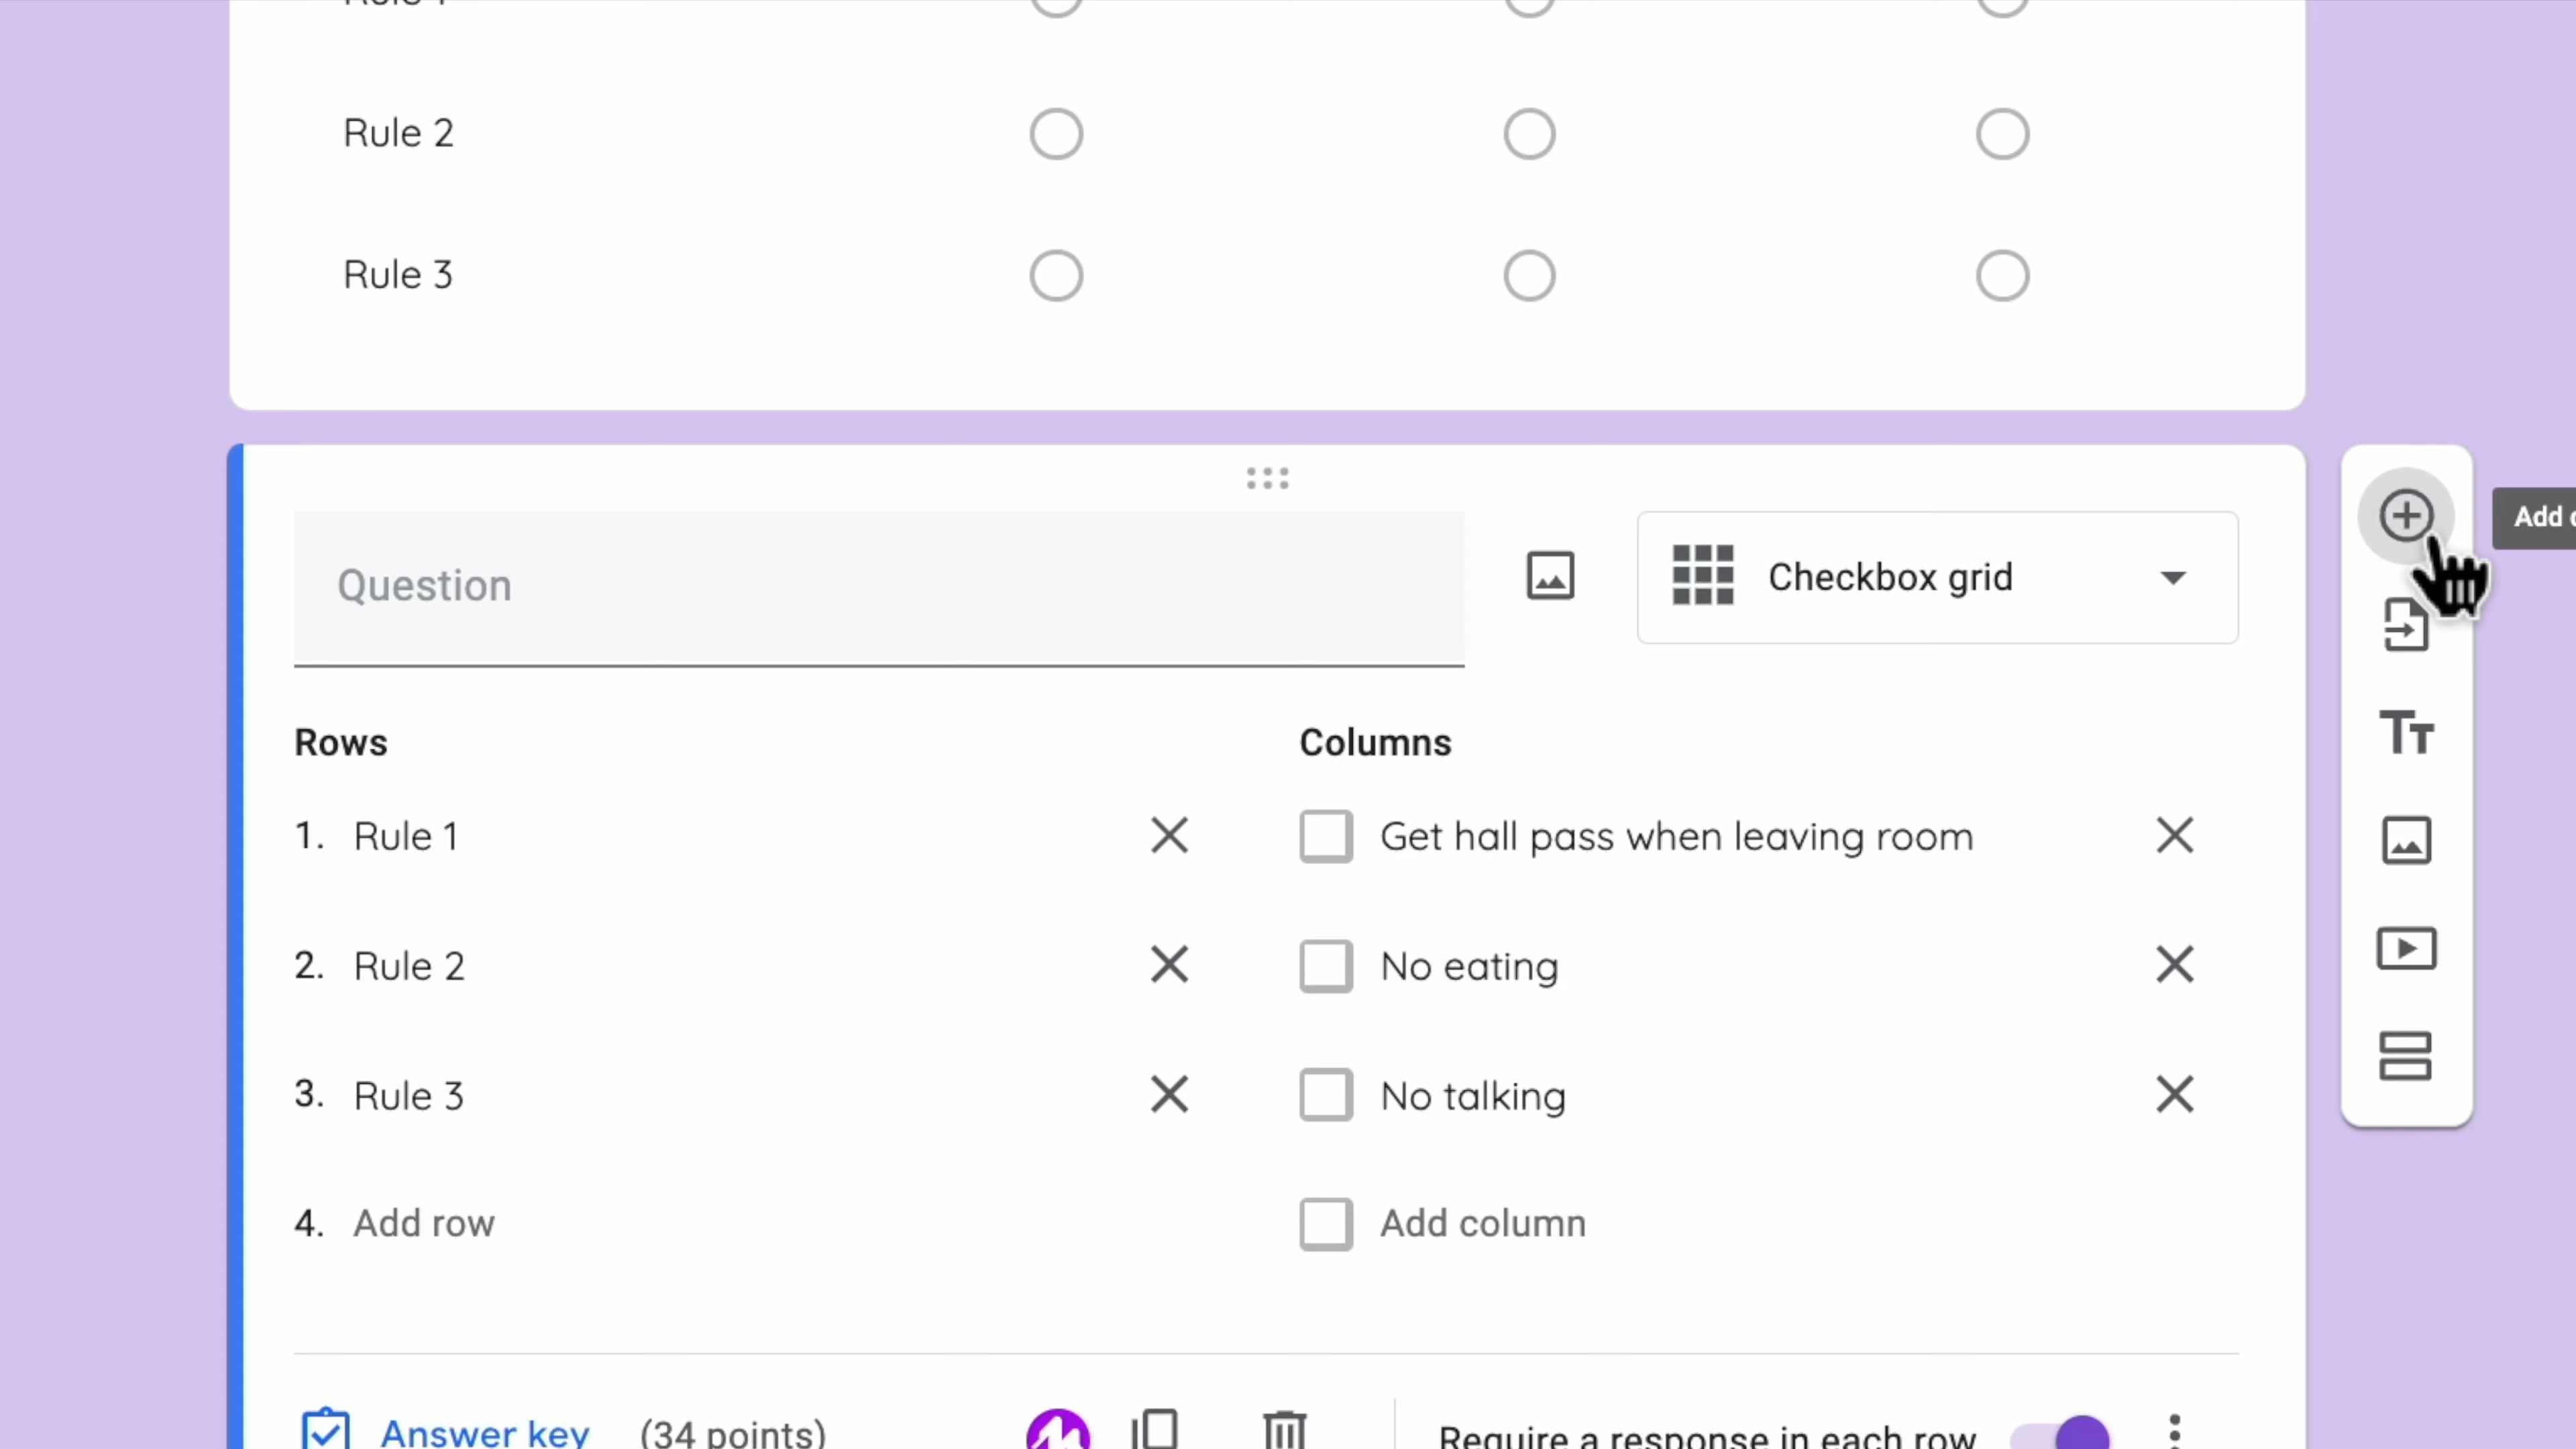 Rule 2
Rule 3
Add
Question
Checkbox grid
Rows
Columns
1. Rule 1
Get hall pass when leaving room
2. Rule 2
No eating
3. Rule 3
No talking
4. Add row
Add column
Answer key (34 points)
Require a response in each row